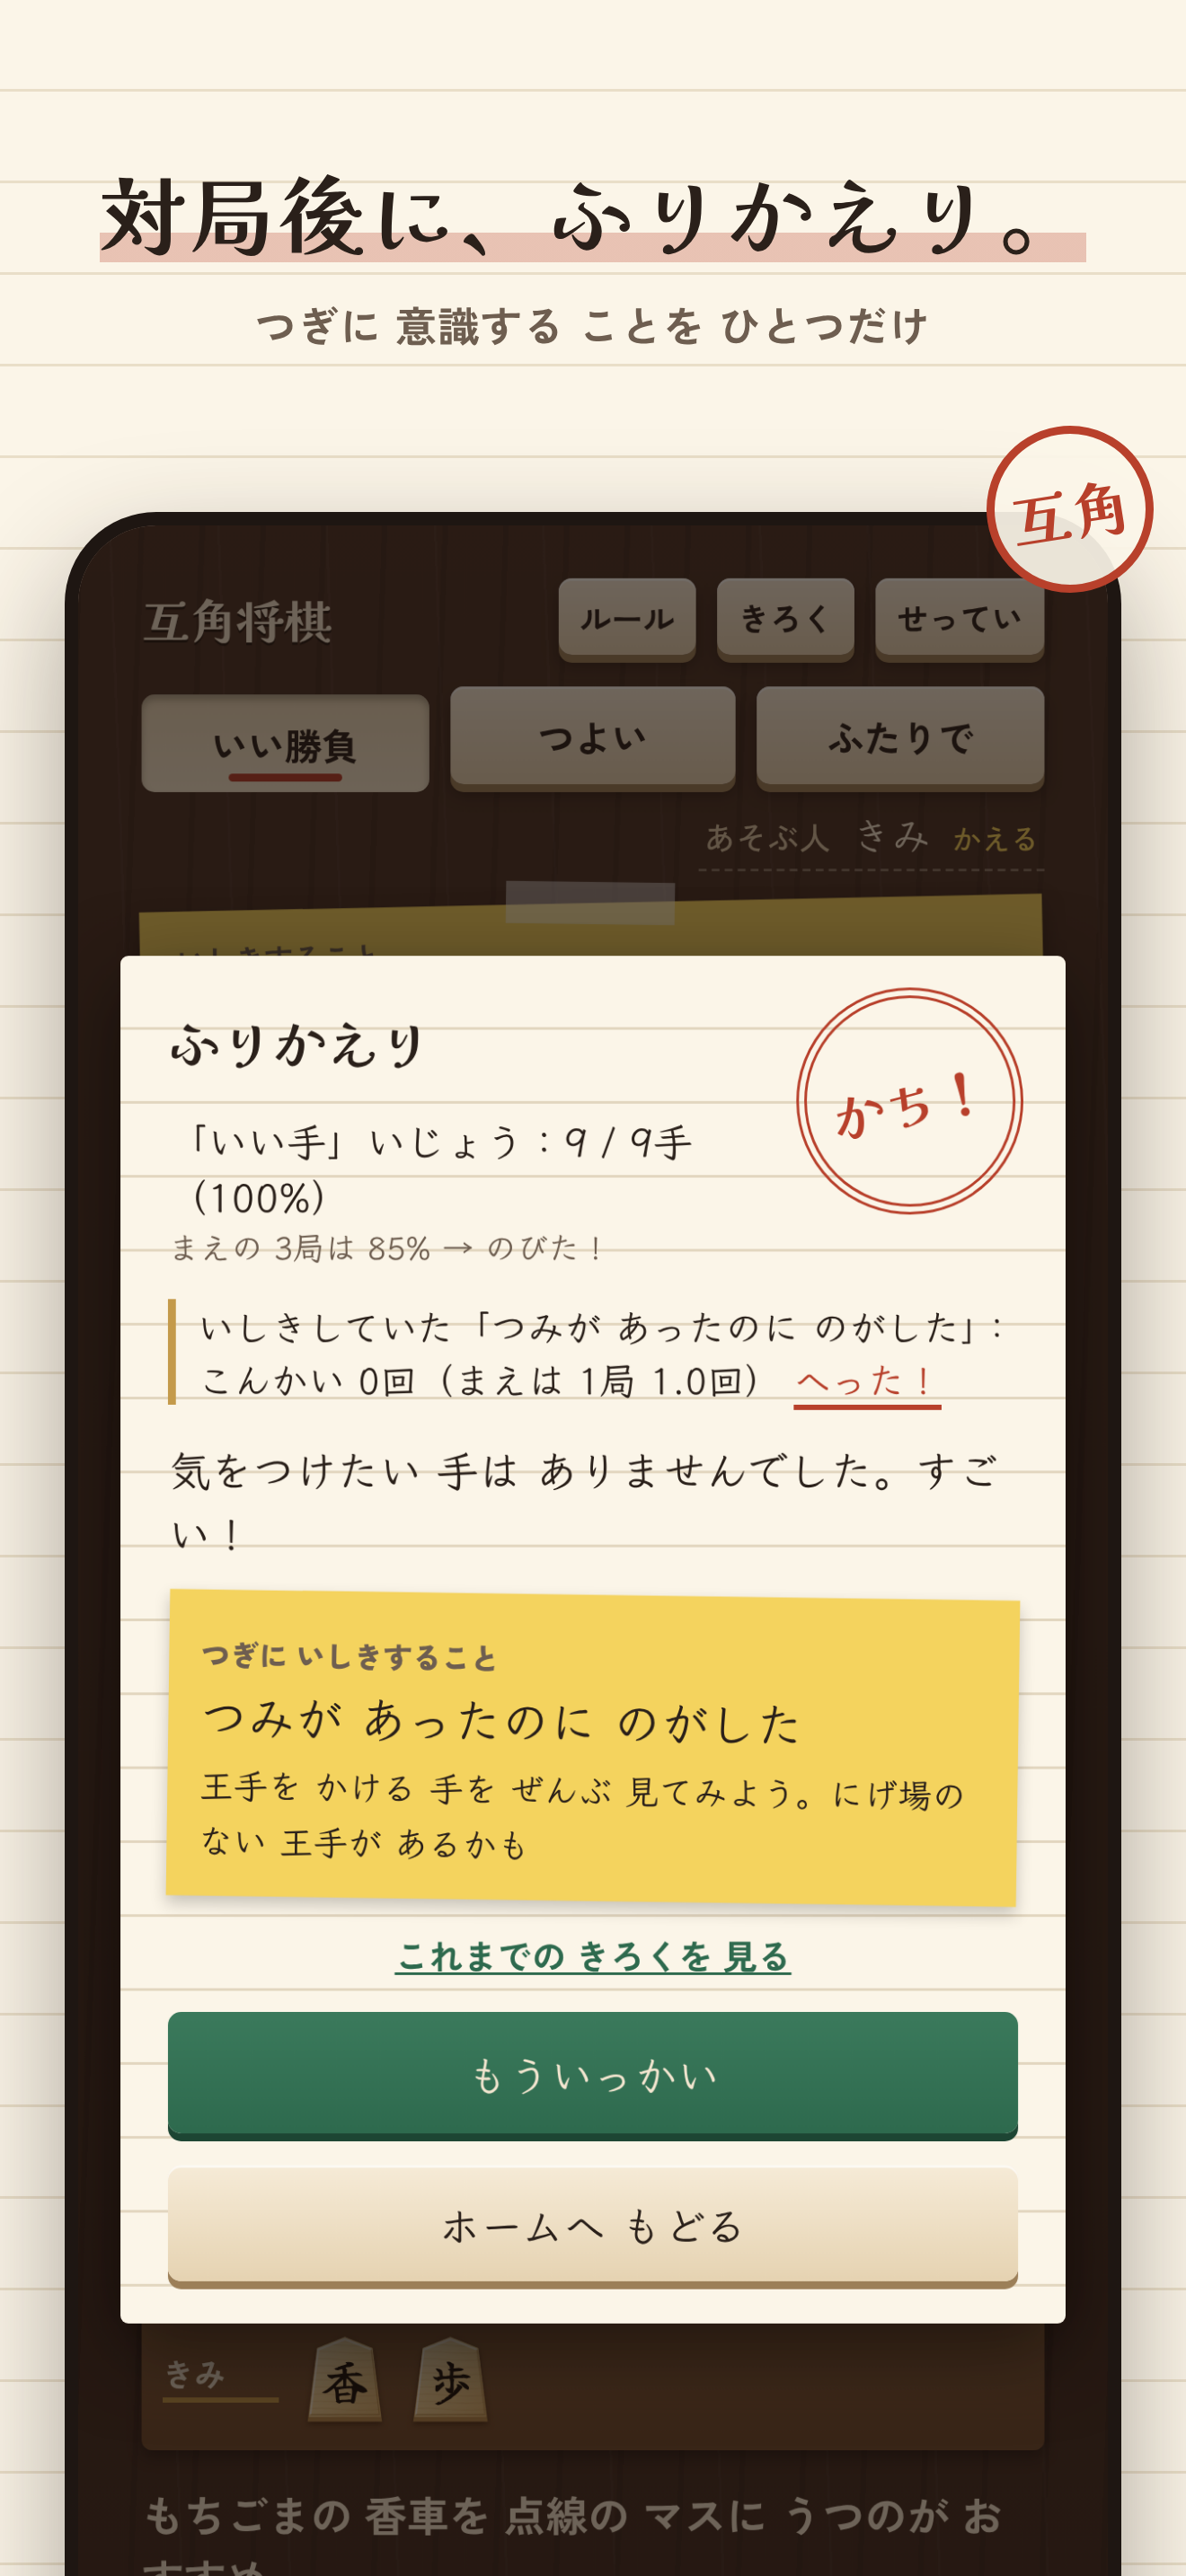 対局後に、ふりかえり。
つぎに 意識する ことを ひとつだけ
互角
互角将棋
ルール
きろく
せってい
いい勝負
つよい
ふたりで
あそぶ人 きみ かえる
いしきすること
ふりかえり
かち！
「いい手」いじょう：9 / 9手
(100%)
まえの 3局は 85% → のびた！
いしきしていた「つみが あったのに のがした」：
こんかい 0回（まえは 1局 1.0回） へった！
気をつけたい 手は ありませんでした。すご
い！
つぎに いしきすること
つみが あったのに のがした
王手を かける 手を ぜんぶ 見てみよう。にげ場の
ない 王手が あるかも
これまでの きろくを 見る
もういっかい
ホームへ もどる
きみ
香
歩
もちごまの 香車を 点線の マスに うつのが お
すすめ